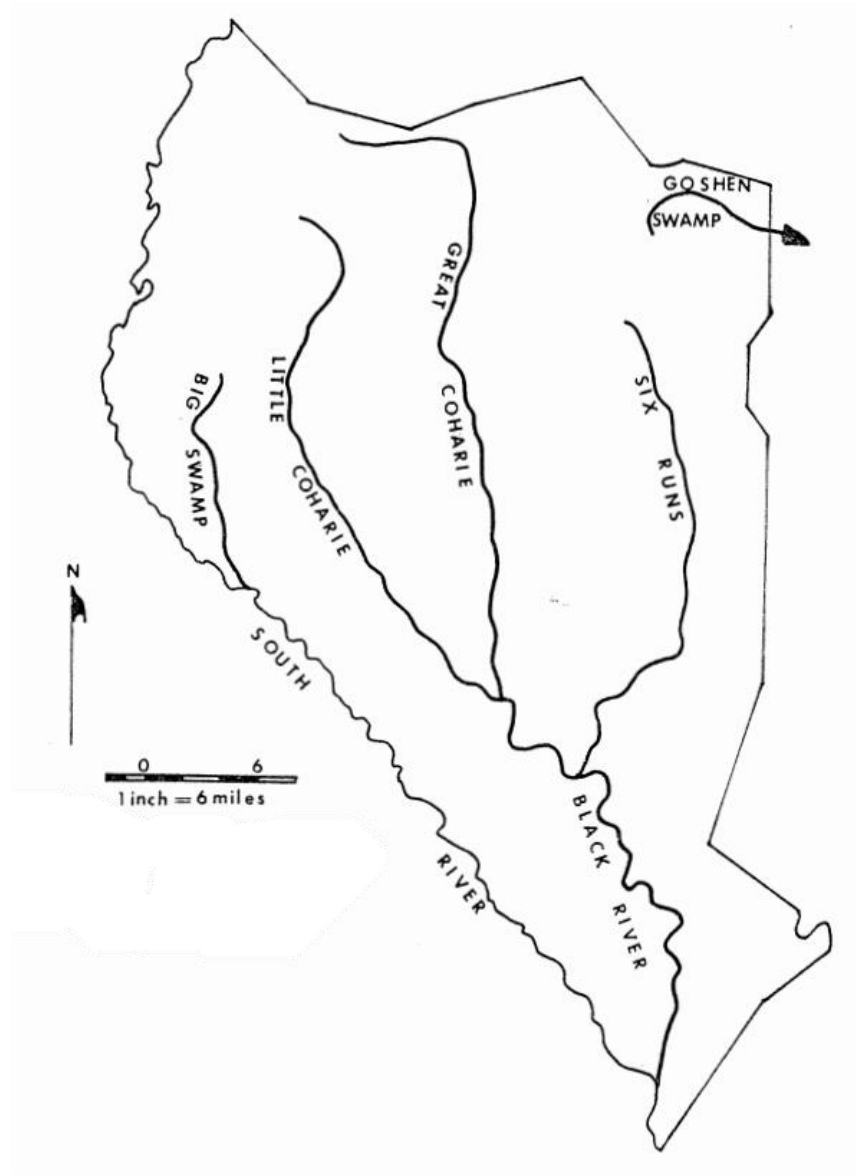 GOSHEN
SWAMP
GREAT
COHARIE
LITTLE
COHARIE
BIG
SWAMP
SIX
RUNS
N
SOUTH
RIVER
0 6
1 inch = 6 miles
BLACK
RIVER